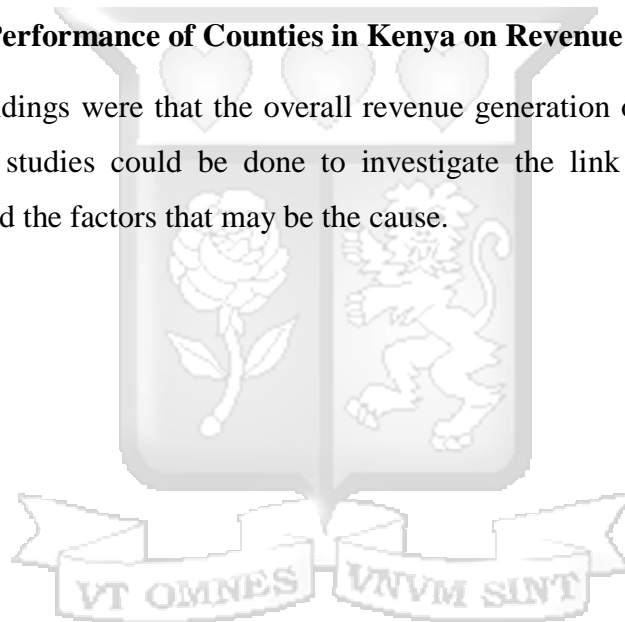 Performance of Counties in Kenya on Revenue
dings were that the overall revenue generation
studies could be done to investigate the link
d the factors that may be the cause.
VT OMNES VNVM SINT